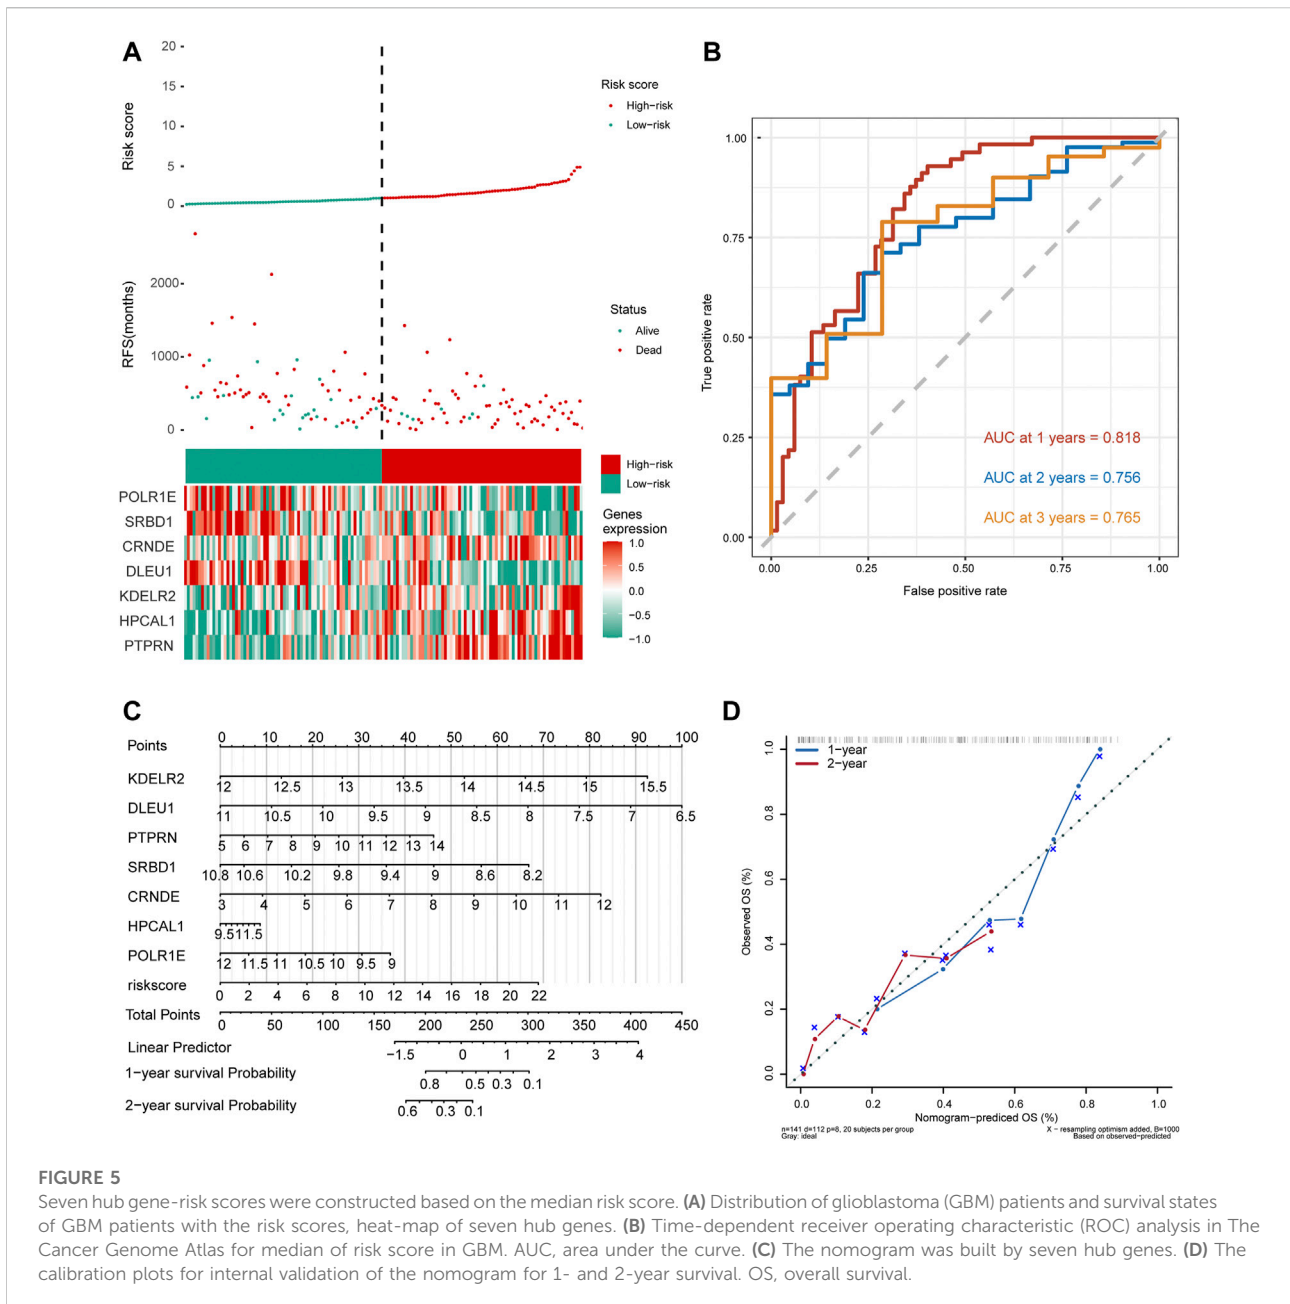 A
20
15
10
5
0
Risk score
Risk score
High-risk
Low-risk
2000
1000
0
RFS(months)
Status
Alive
Dead
High-risk
Low-risk
POLR1E
SRBD1
CRNDE
DLEU1
KDELR2
HPCAL1
PTPRN
Genes
expression
1.0
0.5
0.0
−0.5
−1.0
B
1.00
0.75
0.50
0.25
0.00
True positive rate
AUC at 1 years = 0.818
AUC at 2 years = 0.756
AUC at 3 years = 0.765
0.00 0.25 0.50 0.75 1.00
False positive rate
C
Points
0 10 20 30 40 50 60 70 80 90 100
KDELR2
12 12.5 13 13.5 14 14.5 15 15.5
DLEU1
11 10.5 10 9.5 9 8.5 8 7.5 7 6.5
PTPRN
5 6 7 8 9 10 11 12 13 14
SRBD1
10.8 10.6 10.2 9.8 9.4 9 8.6 8.2
CRNDE
3 4 5 6 7 8 9 10 11 12
HPCAL1
9.5 11.5
POLR1E
12 11.5 11 10.5 10 9.5 9
riskscore
0 2 4 6 8 10 12 14 16 18 20 22
Total Points
0 50 100 150 200 250 300 350 400 450
Linear Predictor
−1.5 0 1 2 3 4
1−year survival Probability
0.8 0.5 0.3 0.1
2−year survival Probability
0.6 0.3 0.1
D
1-year
2-year
1.0
0.8
0.6
0.4
0.2
0.0
Observed OS (%)
0.0 0.2 0.4 0.6 0.8 1.0
Nomogram-prediced OS (%)
n=141 d=112 p=8, 20 subjects per group
Gray: ideal
X − resampling optimism added, B=1000
Based on observed-predicted
FIGURE 5
Seven hub gene-risk scores were constructed based on the median risk score. (A) Distribution of glioblastoma (GBM) patients and survival states
of GBM patients with the risk scores, heat-map of seven hub genes. (B) Time-dependent receiver operating characteristic (ROC) analysis in The
Cancer Genome Atlas for median of risk score in GBM. AUC, area under the curve. (C) The nomogram was built by seven hub genes. (D) The
calibration plots for internal validation of the nomogram for 1- and 2-year survival. OS, overall survival.